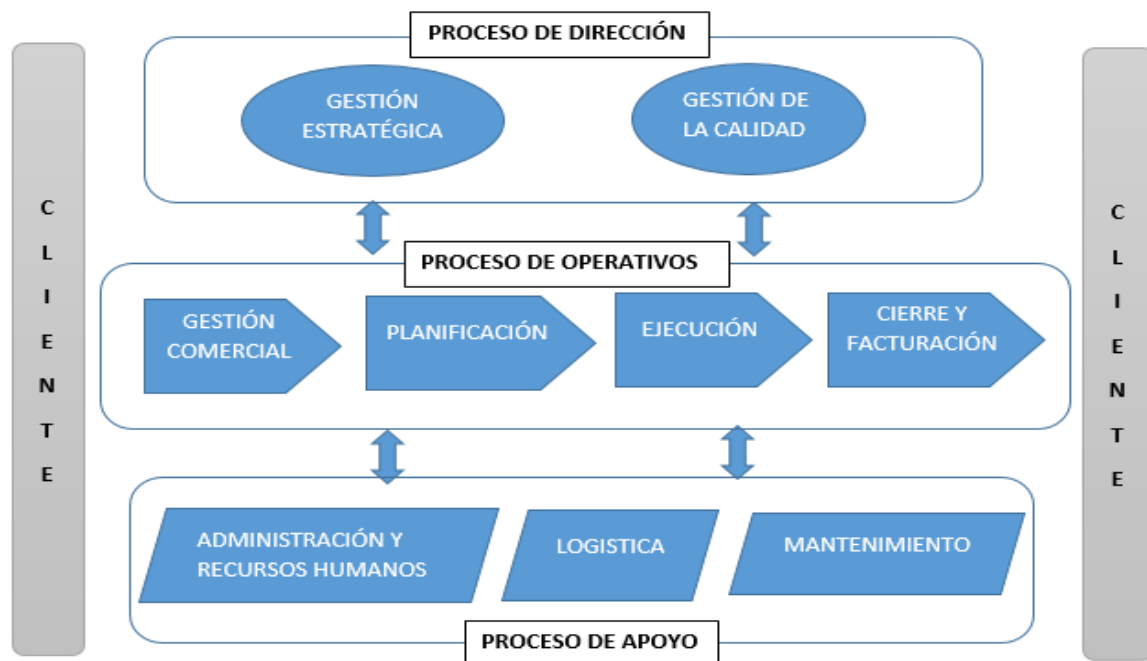 PROCESO DE DIRECCIÓN
GESTIÓN
ESTRATÉGICA
GESTIÓN DE
LA CALIDAD
C
L
I
E
N
T
E
PROCESO DE OPERATIVOS
GESTIÓN
COMERCIAL
PLANIFICACIÓN
EJECUCIÓN
CIERRE Y
FACTURACIÓN
ADMINISTRACIÓN Y
RECURSOS HUMANOS
LOGISTICA
MANTENIMIENTO
PROCESO DE APOYO
C
L
I
E
N
T
E